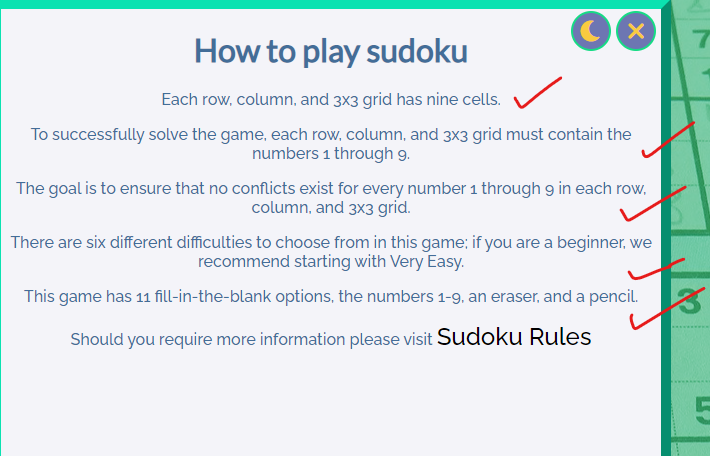 How to play sudoku
Each row, column, and 3x3 grid has nine cells.
To successfully solve the game, each row, column, and 3x3 grid must contain the
numbers 1 through 9.
The goal is to ensure that no conflicts exist for every number 1 through 9 in each row,
column, and 3x3 grid.
There are six different difficulties to choose from in this game; if you are a beginner, we
recommend starting with Very Easy.
This game has 11 fill-in-the-blank options, the numbers 1-9, an eraser, and a pencil.
Should you require more information please visit Sudoku Rules
7
3
5